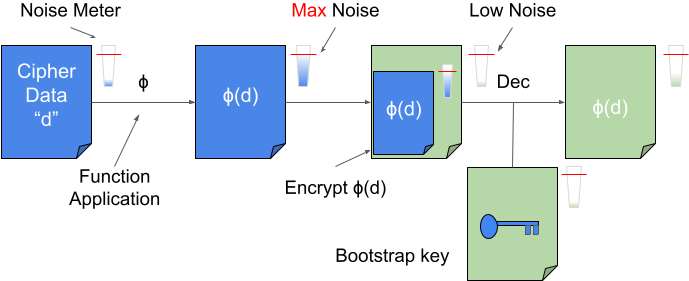 Noise Meter
Max Noise
Low Noise
Cipher
Data
“d”
ϕ
ϕ(d)
ϕ(d)
Dec
ϕ(d)
Function
Application
Encrypt ϕ(d)
Bootstrap key